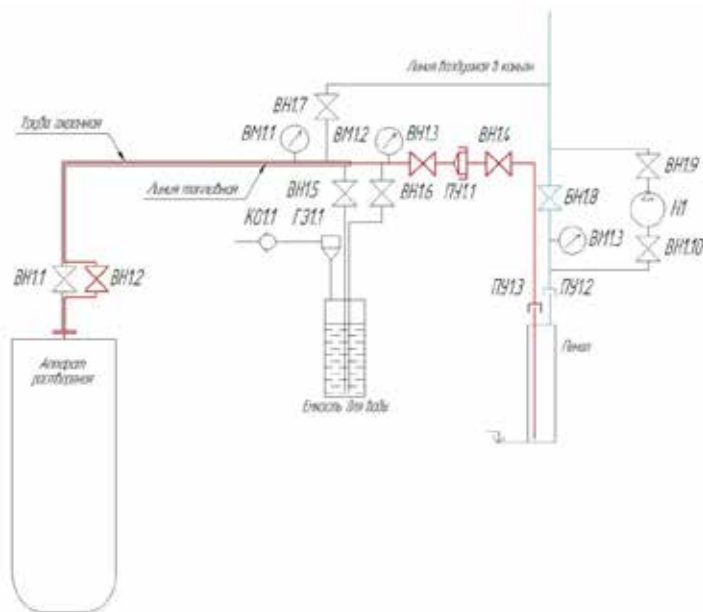 Линия воздушная в каньон
ВН1.7
Труба охранная
ВМ1.1
ВМ1.2
ВН1.3
ВН1.4
ВН1.9
Линия топливная
ВН1.5
ВН1.6
ПУ1.1
ВН1.8
Н1
КО1.1
ГЗ1.1
ВМ1.3
ВН1.10
ВН1.1
ВН1.2
ПУ1.3
ПУ1.2
Аппарат
растворения
Пенал
Емкость для воды